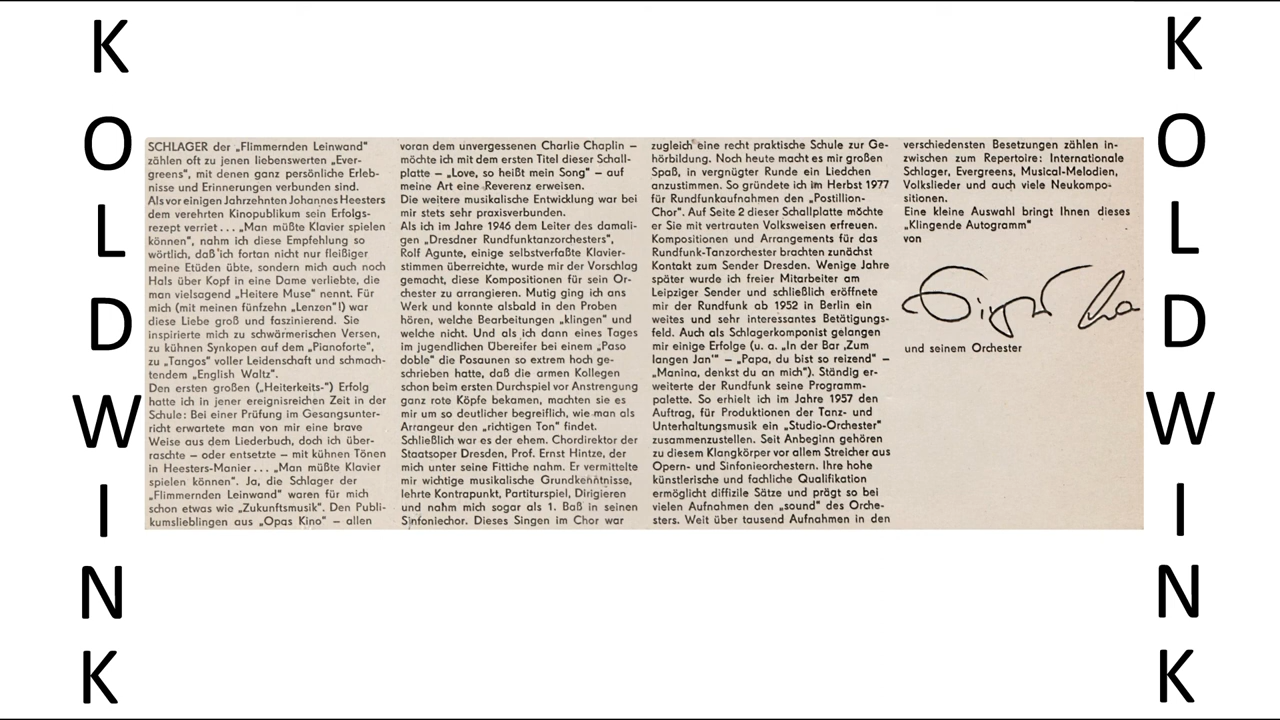 KOLDWINK
SCHLAGER der „Flimmernden Leinwand"
zählen oft zu jenen liebenswerten „Ever-
greens", mit denen ganz persönliche Erleb-
nisse und Erinnerungen verbunden sind.
Als vor einigen Jahrzehnten Johannes Heesters
dem verehrten Kinopublikum sein Erfolgs-
rezept verriet... „Man müßte Klavier spielen
können", nahm ich diese Empfehlung so
wörtlich, daß ich fortan nicht nur fleißiger
meine Etüden übte, sondern mich auch noch
Hals über Kopf in eine Dame verliebte, die
man vielsagend „Heitere Muse" nennt. Für
mich (mit meinen fünfzehn „Lenzen"!) war
diese Liebe groß und faszinierend. Sie
inspirierte mich zu schwärmerischen Versen,
zu kühnen Synkopen auf dem „Pianoforte",
zu „Tangos" voller Leidenschaft und schmach-
tendem „English Waltz".
Den ersten großen („Heiterkeits-") Erfolg
hatte ich in jener ereignisreichen Zeit in der
Schule: Bei einer Prüfung im Gesangsunter-
richt erwartete man von mir eine brave
Weise aus dem Liederbuch, doch ich über-
raschte – oder entsetzte – mit kühnen Tönen
in Heesters-Manier... „Man müßte Klavier
spielen können". Ja, die Schlager der
„Flimmernden Leinwand" waren für mich
schon etwas wie „Zukunftsmusik". Den Publi-
kumslieblingen aus „Opas Kino" – allen
voran dem unvergessenen Charlie Chaplin –
möchte ich mit dem ersten Titel dieser Schall-
platte – „Love, so heißt mein Song" – auf
meine Art eine Reverenz erweisen.
Die weitere musikalische Entwicklung war bei
mir stets sehr praxisverbunden.
Als ich im Jahre 1946 dem Leiter des damali-
gen „Dresdner Rundfunktanzorchesters",
Rolf Agunte, einige selbstverfaßte Klavier-
stimmen überreichte, wurde mir der Vorschlag
gemacht, diese Kompositionen für sein Or-
chester zu arrangieren. Mutig ging ich ans
Werk und konnte alsbald in den Proben
hören, welche Bearbeitungen „klingen" und
welche nicht. Und als ich dann eines Tages
im jugendlichen Übereifer bei einem „Paso
doble" die Posaunen so extrem hoch ge-
schrieben hatte, daß die armen Kollegen
schon beim ersten Durchspiel vor Anstrengung
ganz rote Köpfe bekamen, machten sie es
mir um so deutlicher begreiflich, wie man als
Arrangeur den „richtigen Ton" findet.
Schließlich war es der ehem. Chordirektor der
Staatsoper Dresden, Prof. Ernst Hintze, der
mich unter seine Fittiche nahm. Er vermittelte
mir wichtige musikalische Grundkenntnisse,
lehrte Kontrapunkt, Partiturspiel, Dirigieren
und nahm mich sogar als 1. Baß in seinen
Sinfoniechor. Dieses Singen im Chor war
zugleich eine recht praktische Schule zur Ge-
hörbildung. Noch heute macht es mir großen
Spaß, in vergnügter Runde ein Liedchen
anzustimmen. So gründete ich im Herbst 1977
für Rundfunkaufnahmen den „Postillion-
Chor". Auf Seite 2 dieser Schallplatte möchte
er Sie mit vertrauten Volksweisen erfreuen.
Kompositionen und Arrangements für das
Rundfunk-Tanzorchester brachten zunächst
Kontakt zum Sender Dresden. Wenige Jahre
später wurde ich freier Mitarbeiter am
Leipziger Sender und schließlich eröffnete
mir der Rundfunk ab 1952 in Berlin ein
weites und sehr interessantes Betätigungs-
feld. Auch als Schlagerkomponist gelangen
mir einige Erfolge (u. a. „In der Bar ‚Zum
langen Jan'" – „Papa, du bist so reizend" –
„Manina, denkst du an mich"). Ständig er-
weiterte der Rundfunk seine Programm-
palette. So erhielt ich im Jahre 1957 den
Auftrag, für Produktionen der Tanz- und
Unterhaltungsmusik ein „Studio-Orchester"
zusammenzustellen. Seit Anbeginn gehören
zu diesem Klangkörper vor allem Streicher aus
Opern- und Sinfonieorchestern. Ihre hohe
künstlerische und fachliche Qualifikation
ermöglicht diffizile Sätze und prägt so bei
vielen Aufnahmen den „sound" des Orche-
sters. Weit über tausend Aufnahmen in den
verschiedensten Besetzungen zählen in-
zwischen zum Repertoire: Internationale
Schlager, Evergreens, Musical-Melodien,
Volkslieder und auch viele Neukompo-
sitionen.
Eine kleine Auswahl bringt Ihnen dieses
„Klingende Autogramm"
von
und seinem Orchester
KOLDWINK